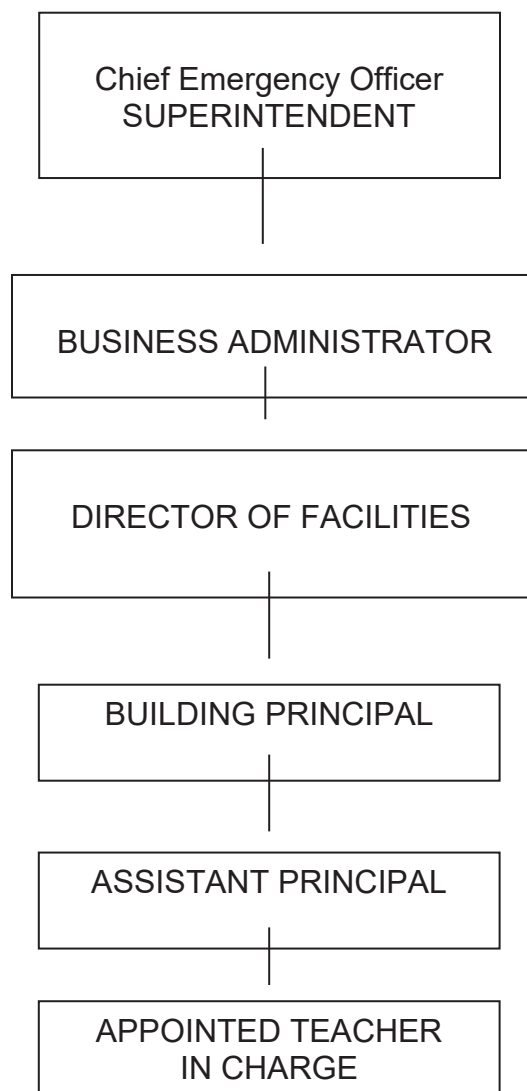 Chief Emergency Officer
SUPERINTENDENT
BUSINESS ADMINISTRATOR
DIRECTOR OF FACILITIES
BUILDING PRINCIPAL
ASSISTANT PRINCIPAL
APPOINTED TEACHER
IN CHARGE